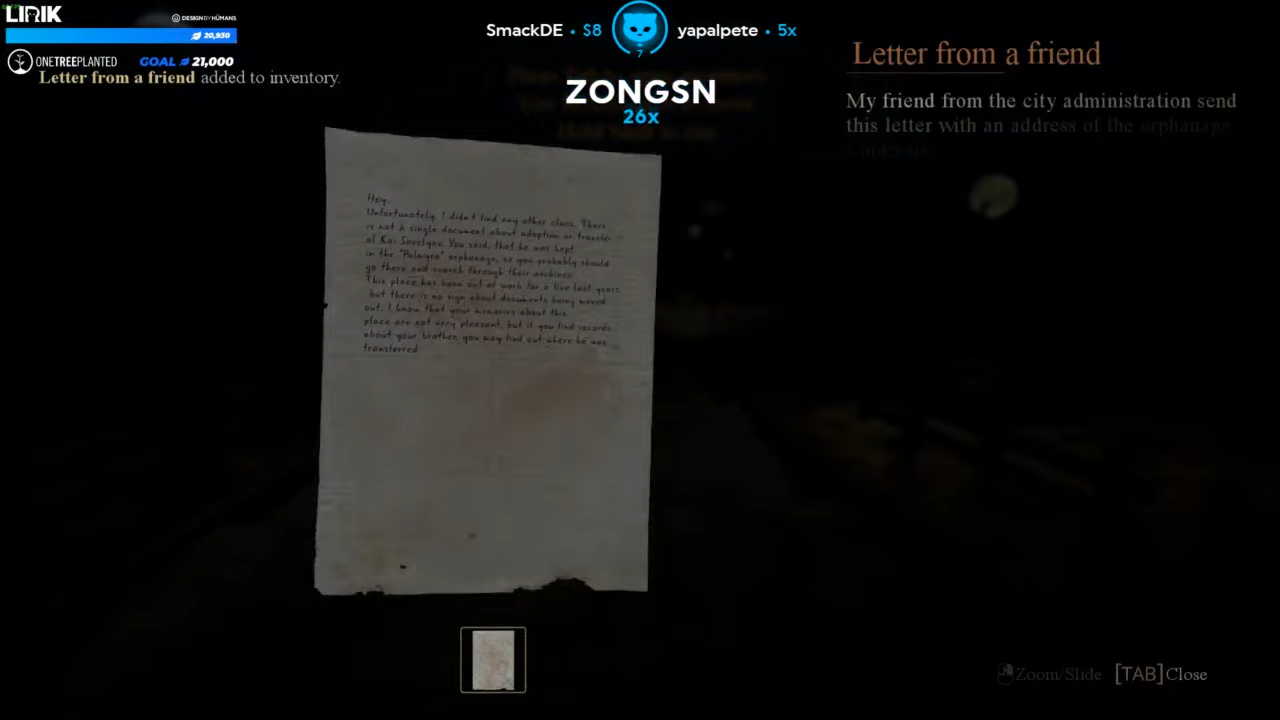 LIRIK
DESIGN BY HÜMANS
20,930
ONETREEPLANTED
GOAL 21,000
Letter from a friend added to inventory.
SmackDE • $8
7
yapalpete • 5x
ZONGSN
26x
Letter from a friend
My friend from the city administration send
this letter with an address of the orphanage
Hey.
Unfortunately, I didn't find any other clues. There
is not a single document about adoption or transfer
of Kai Savelyev. You said, that he was kept
in the "Palmyra" orphanage, so you probably should
go there and search through their archives.
This place has been out of work for a five last years,
but there is no sign about documents being moved
out. I know that your memories about this
place are not very pleasant, but if you find records
about your brother, you may find out where he was
transferred
Zoom/Slide
[TAB]Close